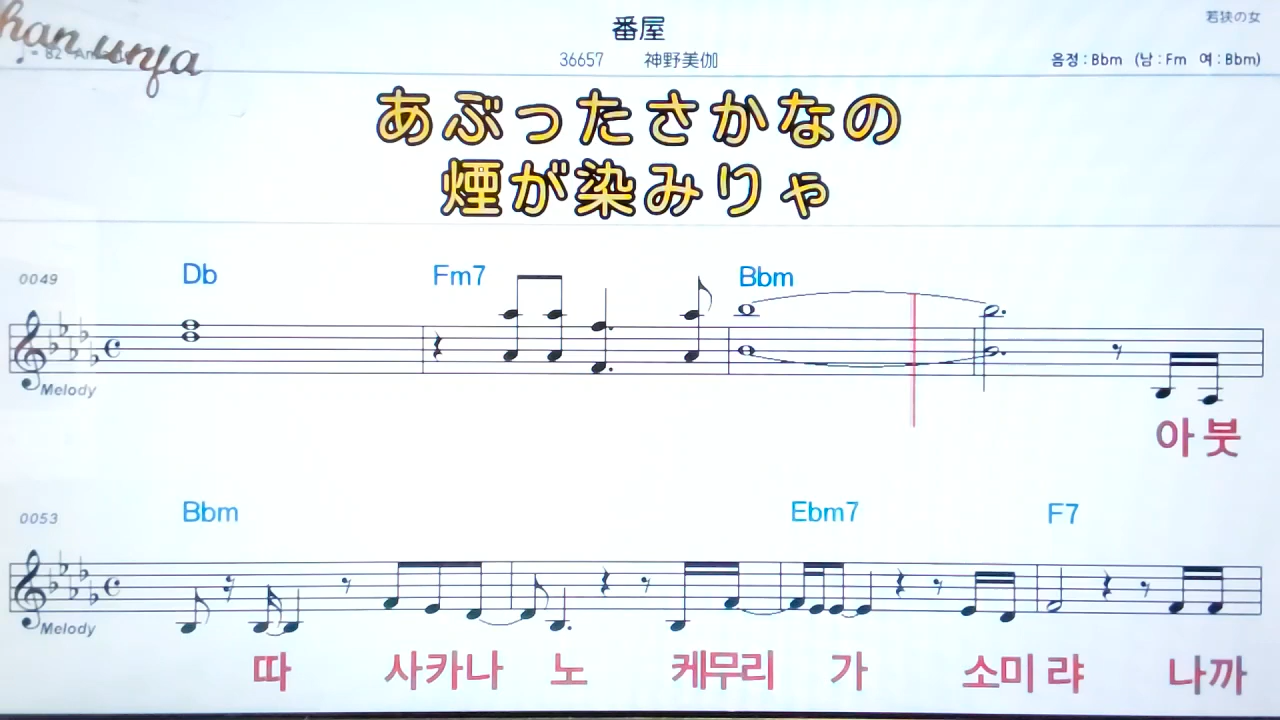 han unja
若狭の女
番屋
♩= 82
36657 神野美伽
음정 : Bbm (남 : Fm 여 : Bbm)
あぶったさかなの
煙が染みりゃ
0049 Db Fm7 Bbm
Melody
아 붓
0053 Bbm Ebm7 F7
Melody
따 사카나 노 케무리 가 소미 랴 나까